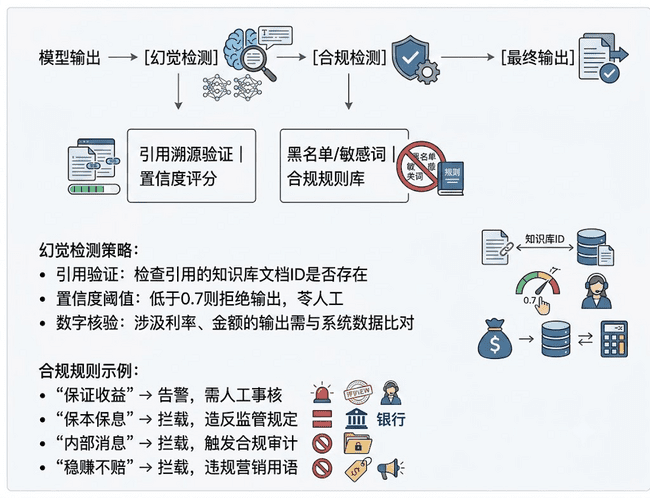 模型输出 [幻觉检测] [合规检测] [最终输出]
引用溯源验证 |
置信度评分
黑名单/敏感词 |
合规规则库
黑名单
敏
关词
规则
幻觉检测策略：
• 引用验证：检查引用的知识库文档ID是否存在
• 置信度阈值：低于0.7则拒绝输出，苓人工
• 数字核验：涉及利率、金额的输出需与系统数据比对
知识库ID
0.7
$
合规规则示例：
• “保证收益” → 告警，需人工事核
• “保本保息” → 拦载，造反监管规定
银行
• “内部消息” → 拦载，触发合规审计
• “稳赚不赔” → 拦载，违规营销用语